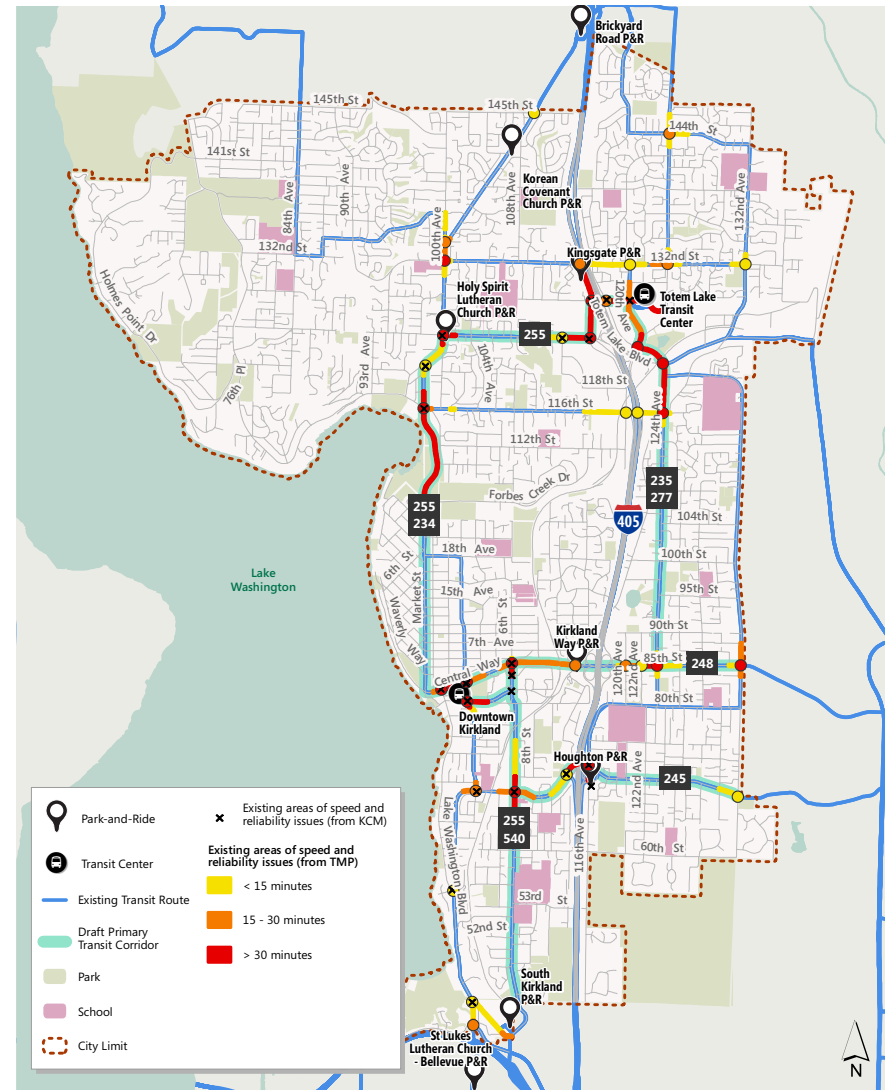 Brickyard
Road P&R
145th St
145th St
144th St
141st St
Korean
Covenant
Church P&R
108th Ave
84th Ave
90th Ave
100th Ave
132nd Ave
132nd St
Kingsgate P&R
132nd St
Holy Spirit
Lutheran
Church P&R
120th Ave
Totem Lake
Transit
Center
Totem Lake Blvd
Holmes Point Dr
255
76th Pl
93rd Ave
104th Ave
118th St
116th St
124th Ave
112th St
Forbes Creek Dr
235
277
255
234
104th St
405
18th Ave
100th St
6th St
Lake
Washington
Market St
15th Ave
95th St
6th St
Waverly Way
90th St
7th Ave
Kirkland
Way P&R
Central Way
120th Ave
122nd Ave
85th St
248
80th St
Downtown
Kirkland
8th St
Houghton P&R
122nd Ave
245
255
540
Lake Washington Blvd
116th Ave
60th St
53rd St
52nd St
South
Kirkland
P&R
St Lukes
Lutheran Church
- Bellevue P&R
Park-and-Ride
Transit Center
Existing Transit Route
Draft Primary
Transit Corridor
Park
School
City Limit
Existing areas of speed and
reliability issues (from KCM)
Existing areas of speed and
reliability issues (from TMP)
< 15 minutes
15 - 30 minutes
> 30 minutes
N